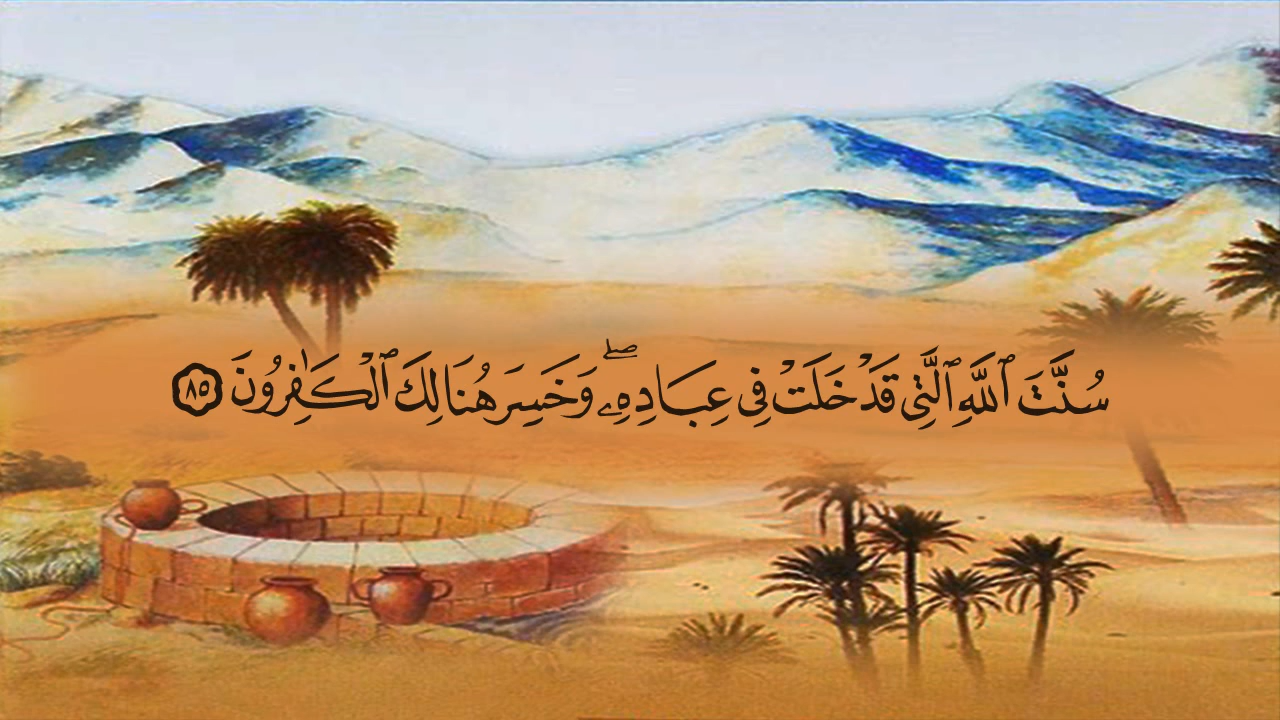 سُنَّتَ ٱللَّهِ ٱلَّتِى قَدْ خَلَتْ فِى عِبَادِهِۦ ۖ وَخَسِرَ هُنَالِكَ ٱلْكَـٰفِرُونَ ٨٥